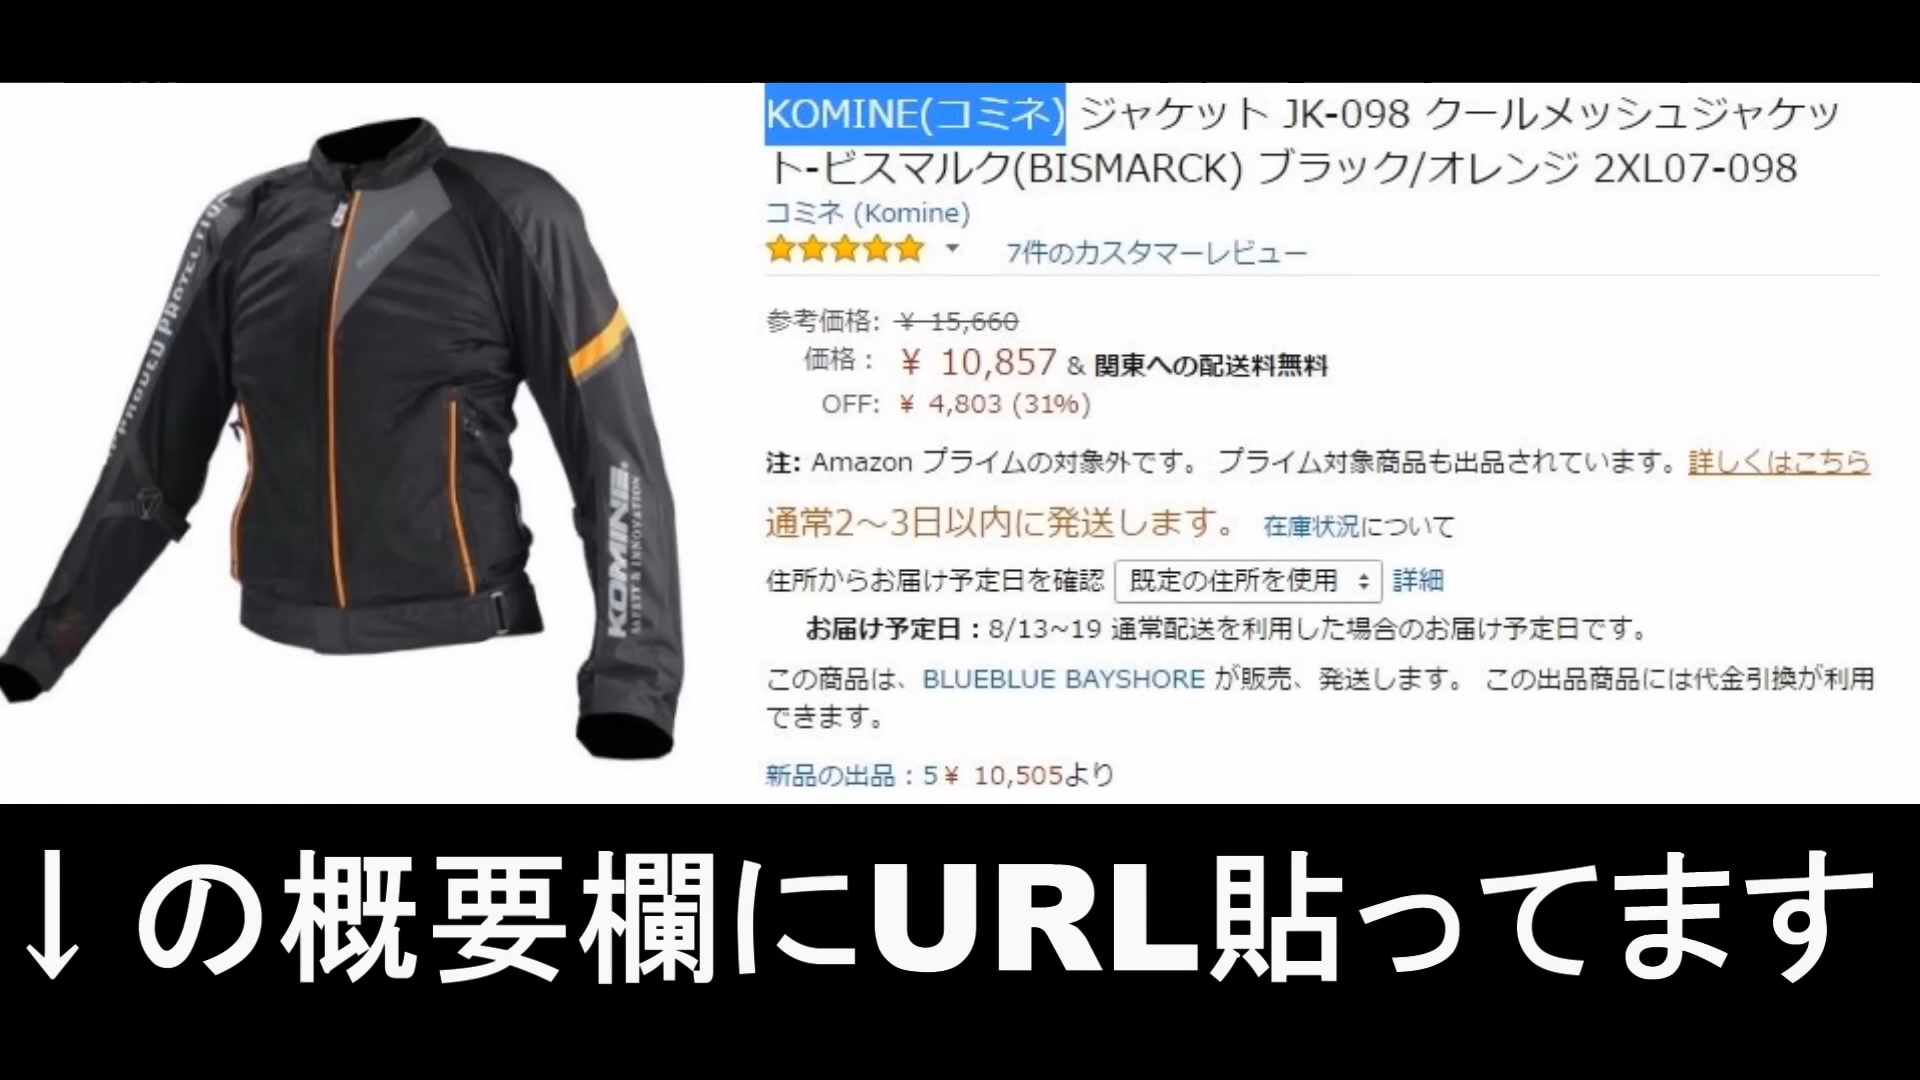 KOMINE(コミネ) ジャケット JK-098 クールメッシュジャケッ
ト-ビスマルク(BISMARCK) ブラック/オレンジ 2XL07-098
コミネ (Komine)
7件のカスタマーレビュー
参考価格: ¥ 15,660
価格: ¥ 10,857 & 関東への配送料無料
OFF: ¥ 4,803 (31%)
注: Amazon プライムの対象外です。 プライム対象商品も出品されています。詳しくはこちら
通常2～3日以内に発送します。 在庫状況について
住所からお届け予定日を確認 既定の住所を使用 詳細
お届け予定日：8/13~19 通常配送を利用した場合のお届け予定日です。
この商品は、BLUEBLUE BAYSHORE が販売、発送します。 この出品商品には代金引換が利用
できます。
新品の出品：5¥ 10,505より
KOMINE
SAFETY & INNOVATION
↓の概要欄にURL貼ってます